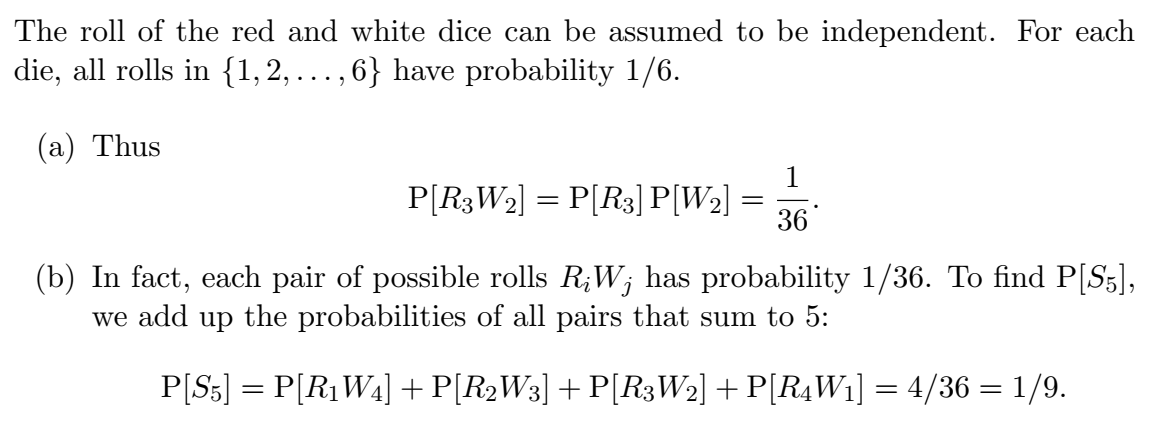 The roll of the red and white dice can be assumed to be independent. For each
die, all rolls in {1, 2, . . . , 6} have probability 1/6.
(a) Thus
P[R₃W₂] = P[R₃] P[W₂] = 1/36.
(b) In fact, each pair of possible rolls RᵢWⱼ has probability 1/36. To find P[S₅],
we add up the probabilities of all pairs that sum to 5:
P[S₅] = P[R₁W₄] + P[R₂W₃] + P[R₃W₂] + P[R₄W₁] = 4/36 = 1/9.